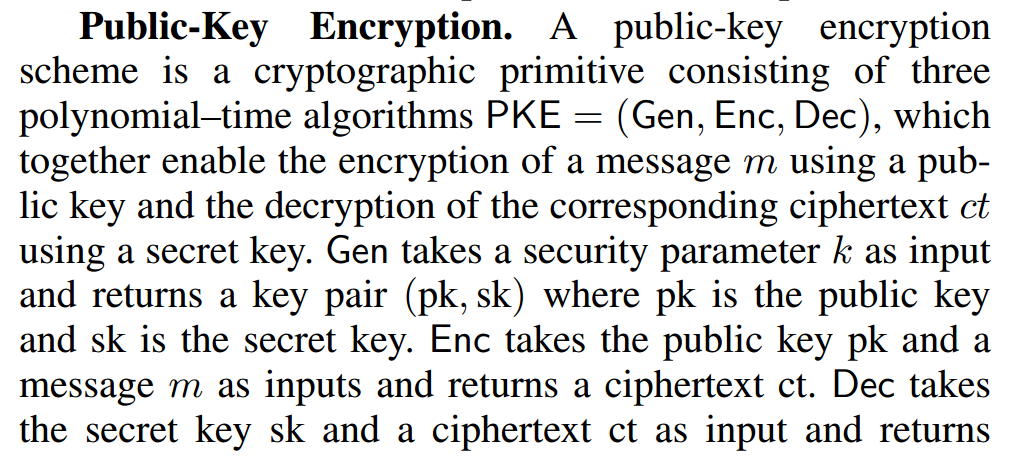 Public-Key Encryption. A public-key encryption
scheme is a cryptographic primitive consisting of three
polynomial–time algorithms PKE = (Gen, Enc, Dec), which
together enable the encryption of a message m using a pub-
lic key and the decryption of the corresponding ciphertext ct
using a secret key. Gen takes a security parameter k as input
and returns a key pair (pk, sk) where pk is the public key
and sk is the secret key. Enc takes the public key pk and a
message m as inputs and returns a ciphertext ct. Dec takes
the secret key sk and a ciphertext ct as input and returns